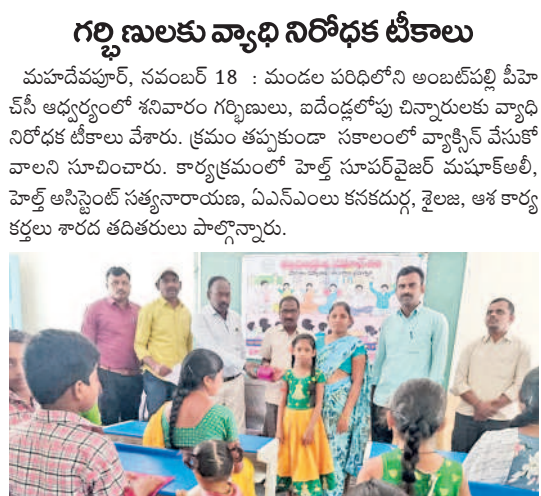 గర్భిణులకు వ్యాధి నిరోధక టీకాలు
మహదేవపూర్, నవంబర్ 18 : మండల పరిధిలోని అంబట్‌పల్లి పీహె
చ్‌సీ ఆధ్వర్యంలో శనివారం గర్భిణులు, ఐదేండ్లలోపు చిన్నారులకు వ్యాధి
నిరోధక టీకాలు వేశారు. క్రమం తప్పకుండా సకాలంలో వ్యాక్సిన్ వేసుకో
వాలని సూచించారు. కార్యక్రమంలో హెల్త్ సూపర్‌వైజర్ మషూక్‌అలీ,
హెల్త్ అసిస్టెంట్ సత్యనారాయణ, ఏఎన్‌ఎంలు కనకదుర్గ, శైలజ, ఆశ కార్య
కర్తలు శారద తదితరులు పాల్గొన్నారు.